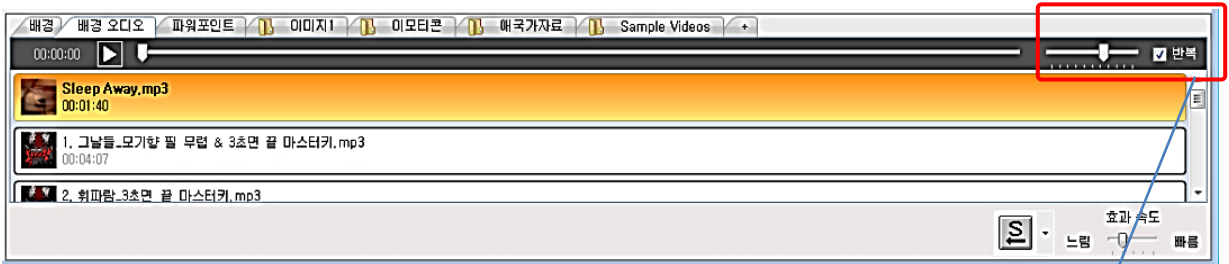 배경 배경 오디오 파워포인트 이미지1 이모티콘 애국가자료 Sample Videos +
00:00:00 반복
Sleep Away.mp3
00:01:40
1. 그날들_모기향 필 무렵 & 3초면 끝 마스터키.mp3
00:04:07
2. 휘파람_3초면 끝 마스터키.mp3
S 효과 속도
느림 빠름